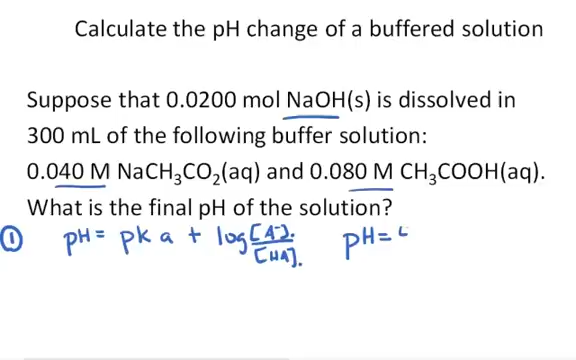 Calculate the pH change of a buffered solution
Suppose that 0.0200 mol NaOH(s) is dissolved in
300 mL of the following buffer solution:
0.040 M NaCH₃CO₂(aq) and 0.080 M CH₃COOH(aq).
What is the final pH of the solution?
① pH = pka + log [A⁻]/[HA]. pH =